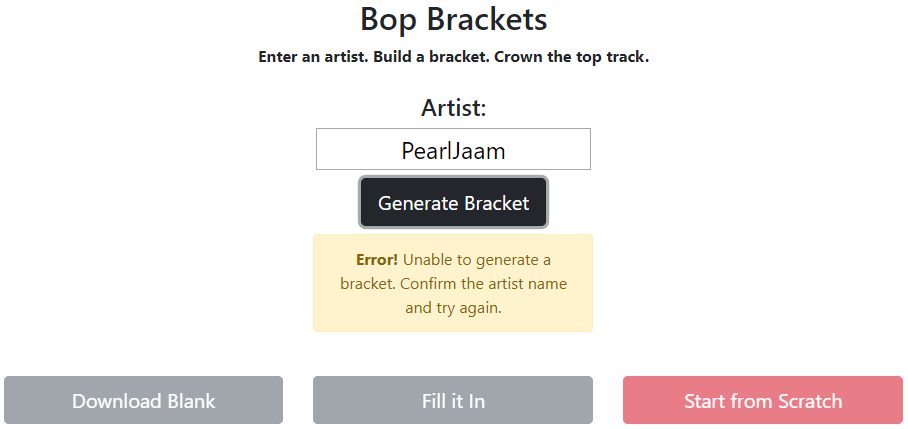 Bop Brackets
Enter an artist. Build a bracket. Crown the top track.
Artist:
PearlJaam
Generate Bracket
Error! Unable to generate a
bracket. Confirm the artist name
and try again.
Download Blank
Fill it In
Start from Scratch